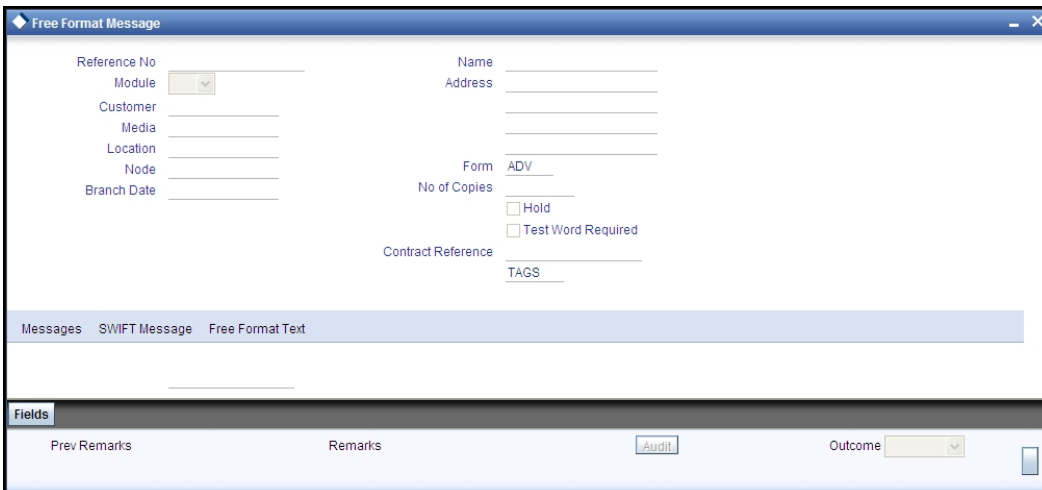 Free Format Message
Reference No
Module
Customer
Media
Location
Node
Branch Date
Name
Address
Form ADV
No of Copies
Hold
Test Word Required
Contract Reference
TAGS
Messages SWIFT Message Free Format Text
Fields
Prev Remarks Remarks Audit Outcome